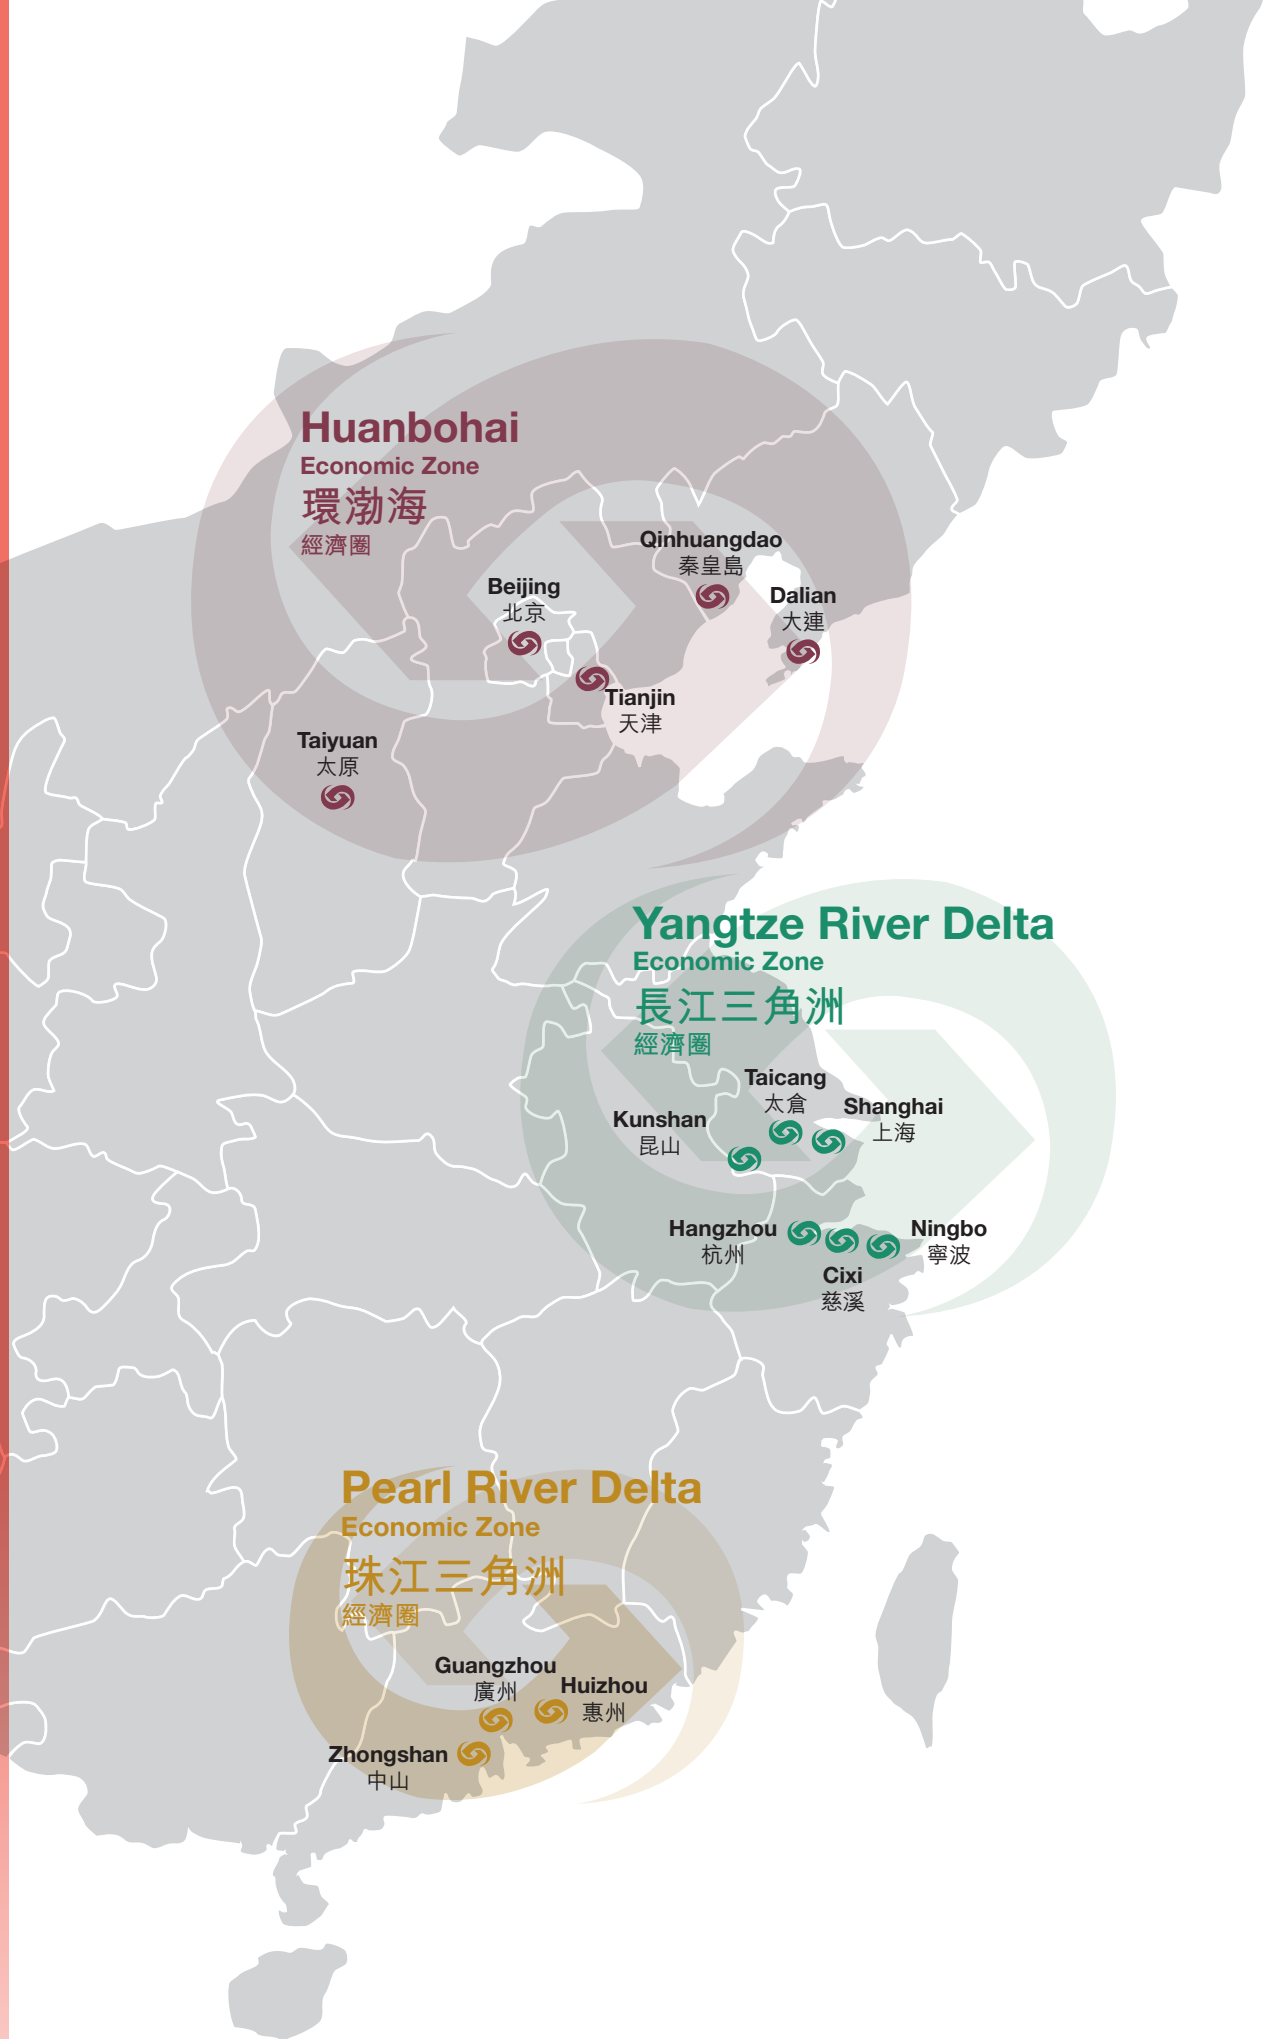 Huanbohai
Economic Zone
環渤海
經濟圈
Qinhuangdao
秦皇島
Beijing
北京
Dalian
大連
Tianjin
天津
Taiyuan
太原
Yangtze River Delta
Economic Zone
長江三角洲
經濟圈
Taicang
太倉
Shanghai
上海
Kunshan
昆山
Hangzhou
杭州
Ningbo
寧波
Cixi
慈溪
Pearl River Delta
Economic Zone
珠江三角洲
經濟圈
Guangzhou
廣州
Huizhou
惠州
Zhongshan
中山